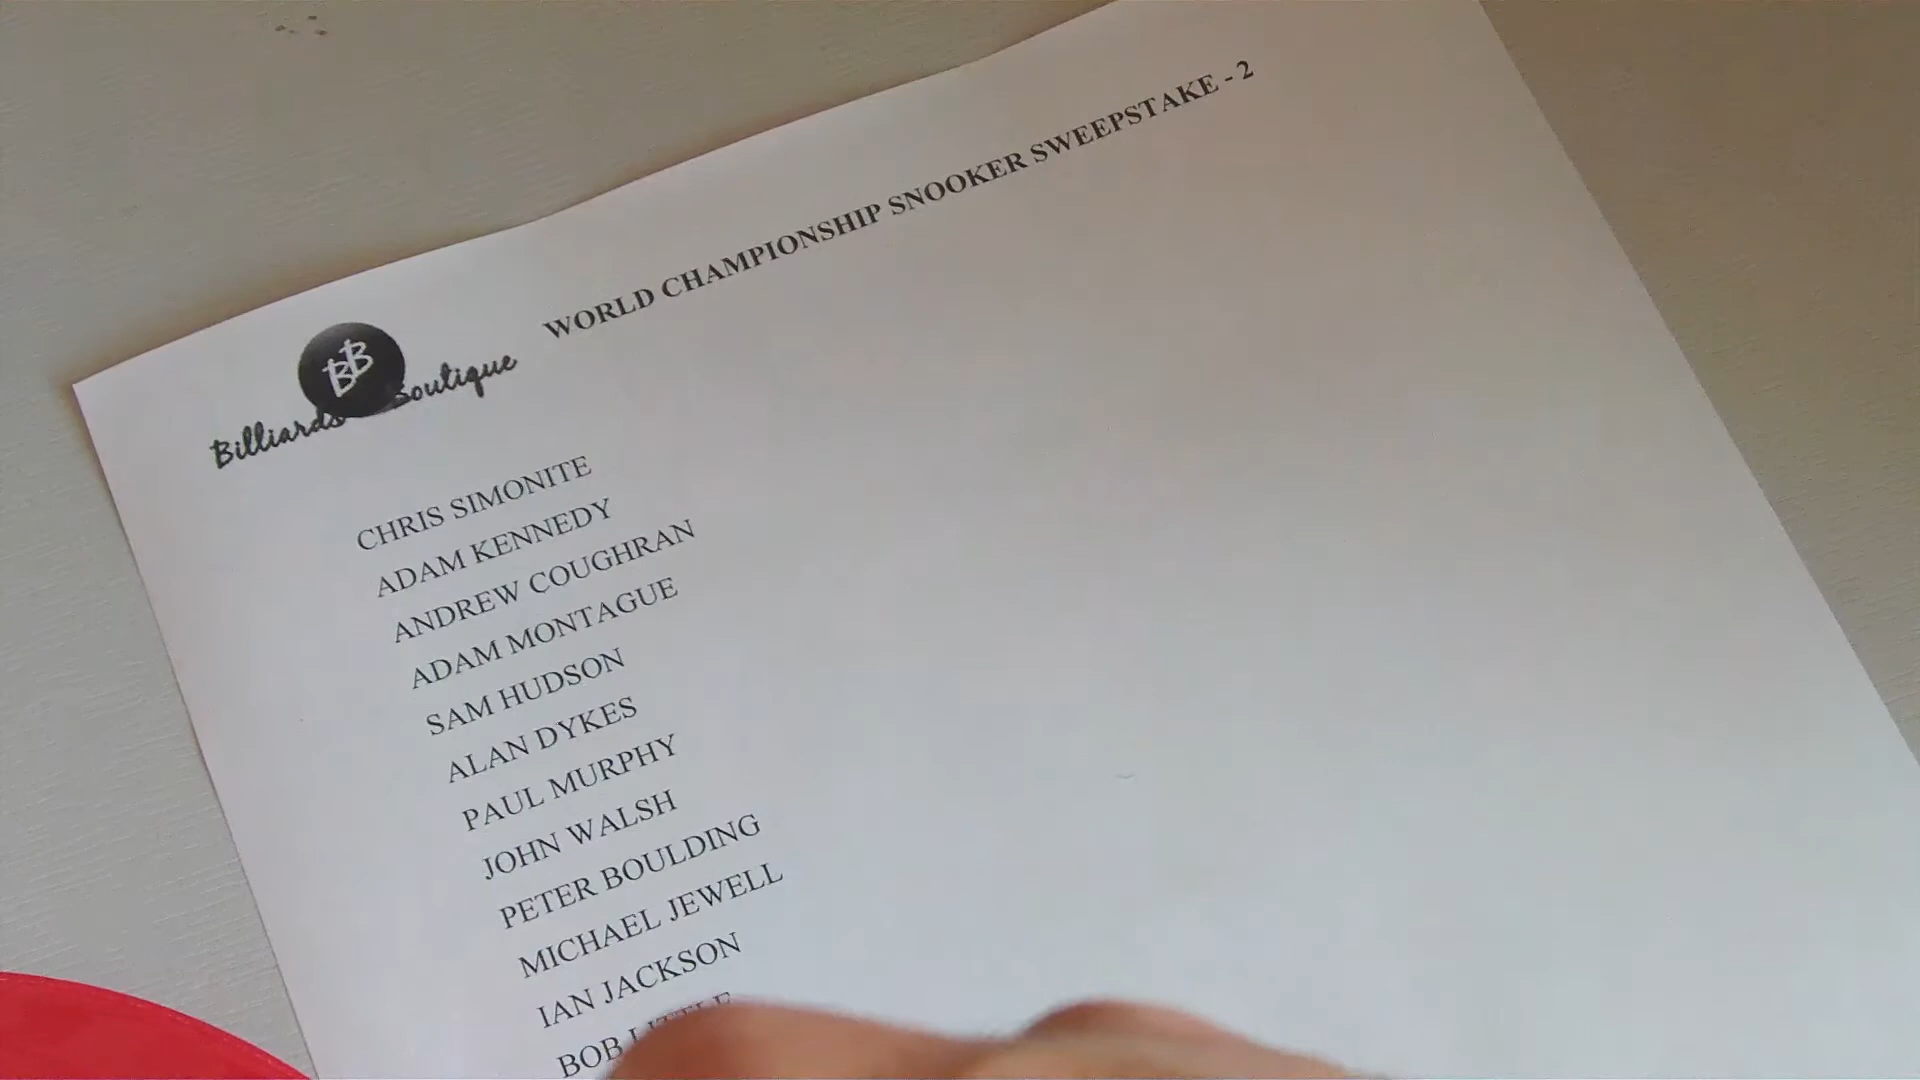 WORLD CHAMPIONSHIP SNOOKER SWEEPSTAKE - 2
BB
Billiards Boutique
CHRIS SIMONITE
ADAM KENNEDY
ANDREW COUGHRAN
ADAM MONTAGUE
SAM HUDSON
ALAN DYKES
PAUL MURPHY
JOHN WALSH
PETER BOULDING
MICHAEL JEWELL
IAN JACKSON
BOB